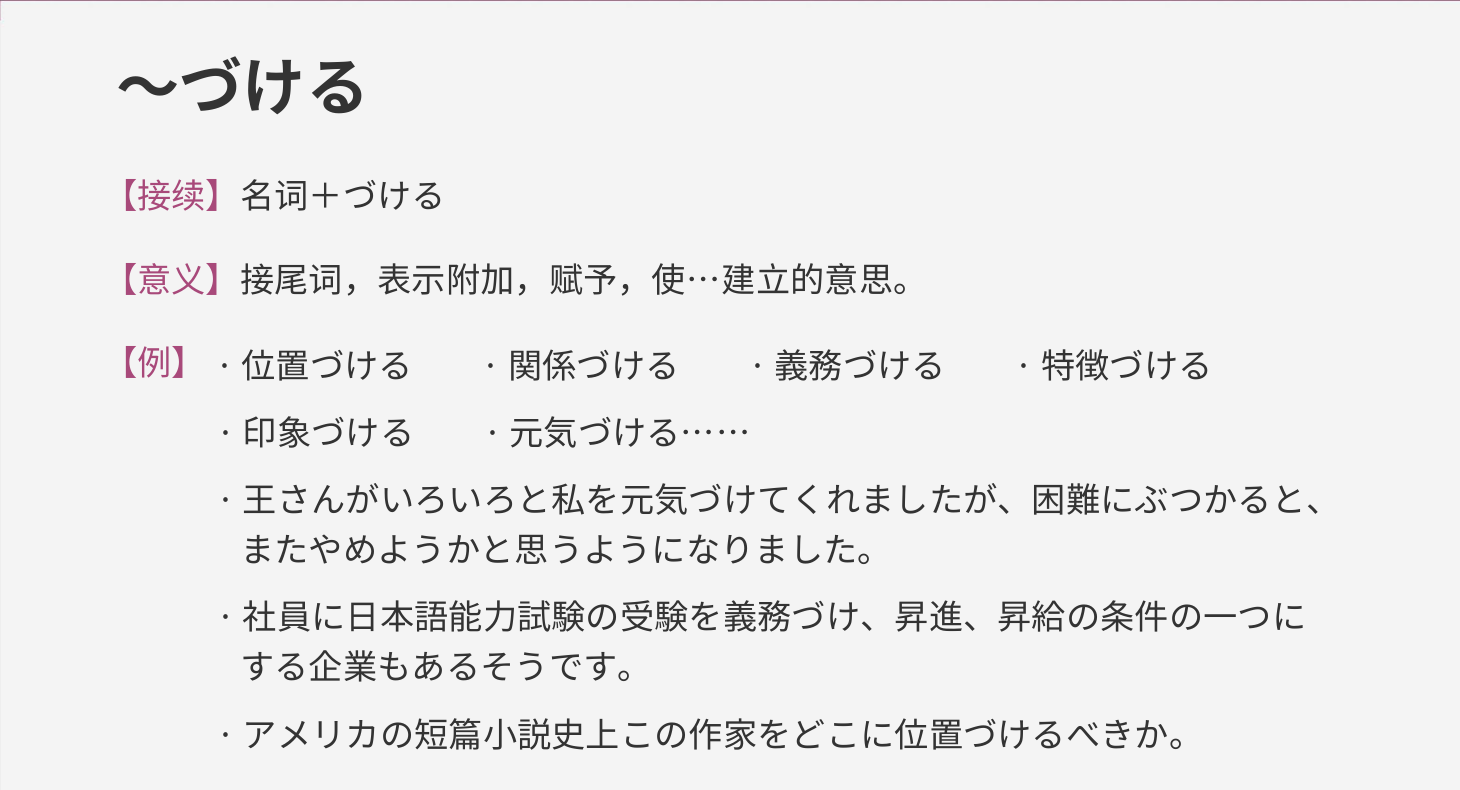 ～づける
【接续】名词＋づける
【意义】接尾词，表示附加，赋予，使…建立的意思。
【例】 · 位置づける · 関係づける · 義務づける · 特徴づける
· 印象づける · 元気づける……
· 王さんがいろいろと私を元気づけてくれましたが、困難にぶつかると、
またやめようかと思うようになりました。
· 社員に日本語能力試験の受験を義務づけ、昇進、昇給の条件の一つに
する企業もあるそうです。
· アメリカの短篇小説史上この作家をどこに位置づけるべきか。